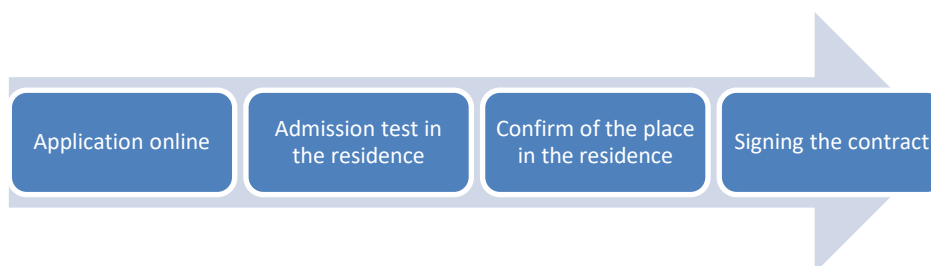 Application online
Admission test in
the residence
Confirm of the place
in the residence
Signing the contract